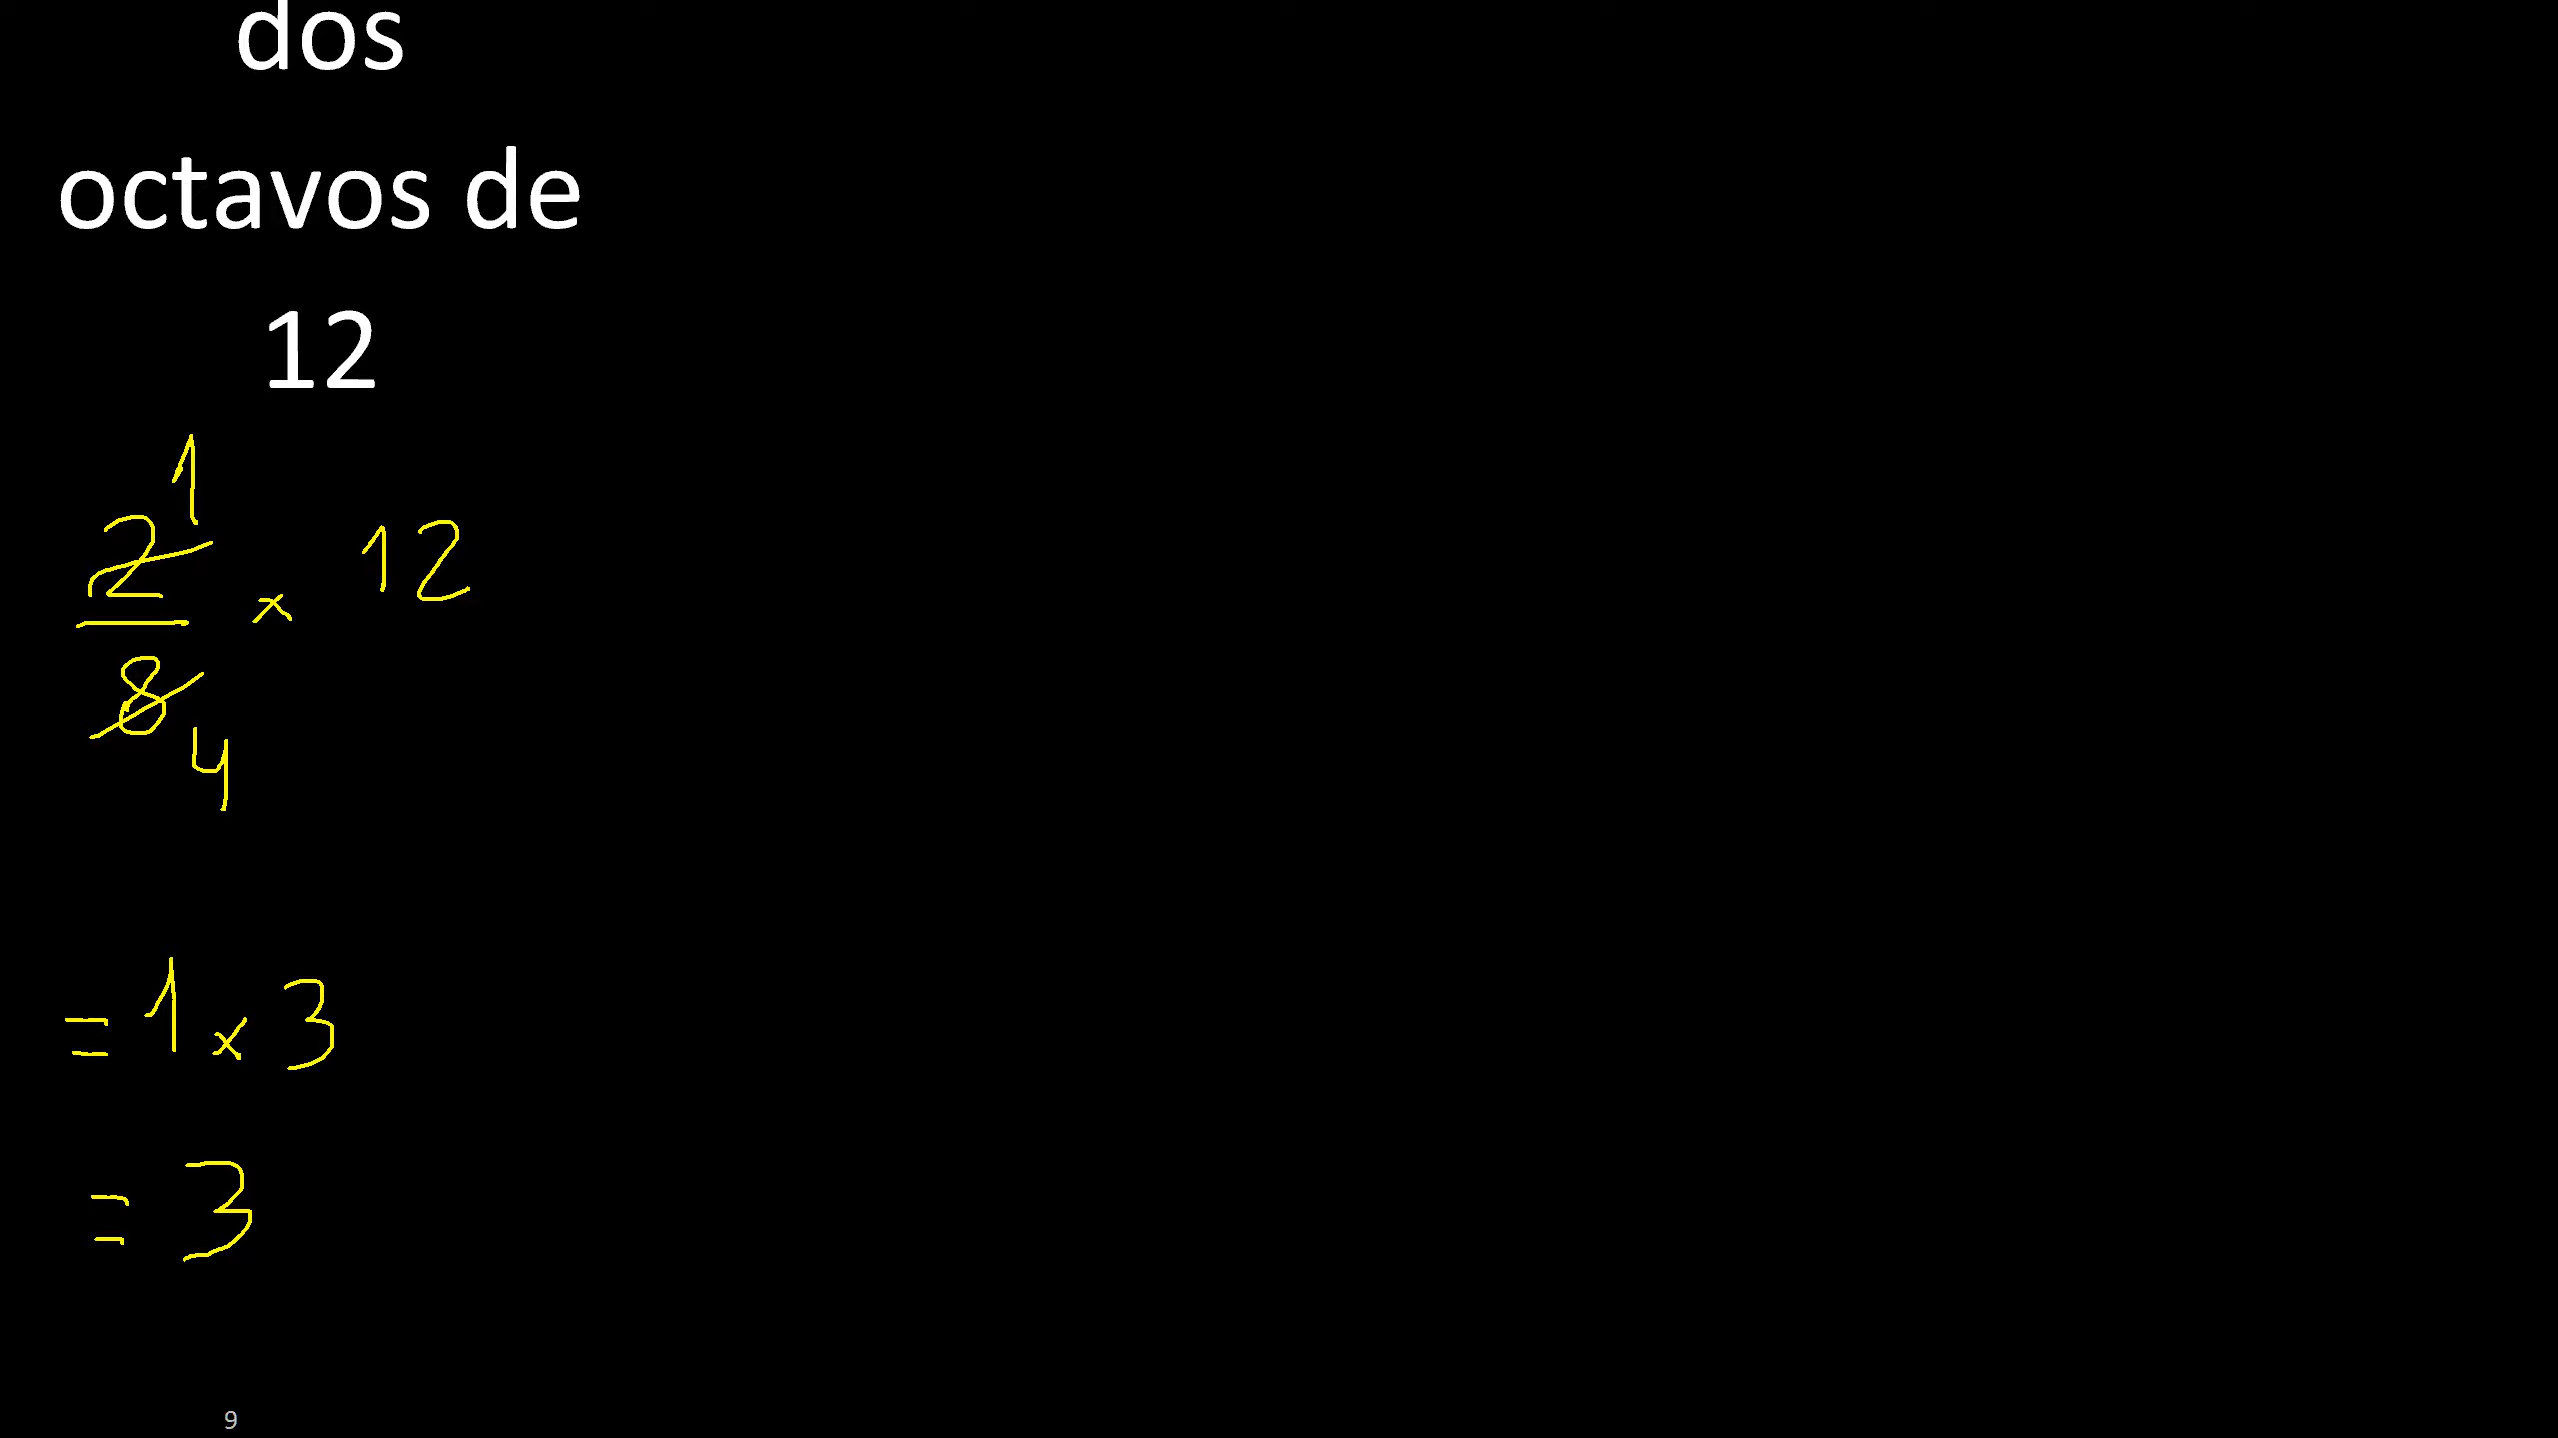 dos
octavos de
12
1
2 × 12
8
4
= 1 × 3
= 3
9